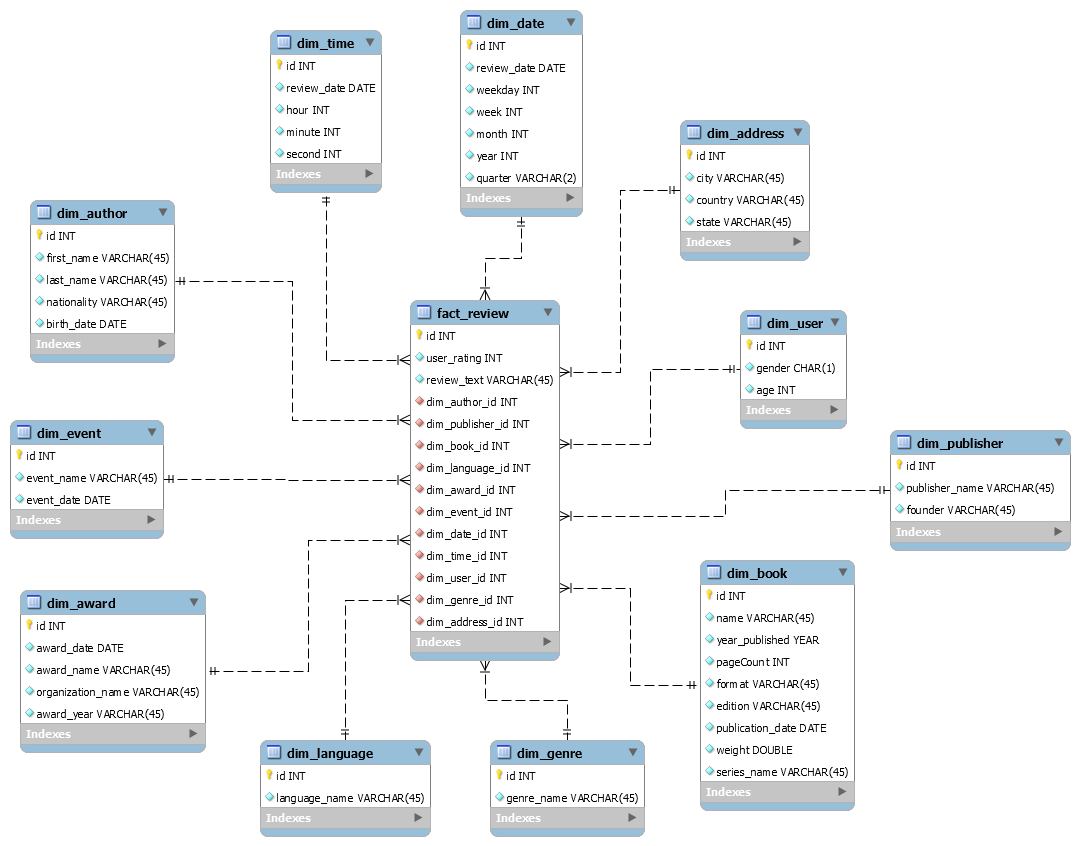 dim_date
id INT
review_date DATE
weekday INT
week INT
month INT
year INT
quarter VARCHAR(2)
Indexes
dim_time
id INT
review_date DATE
hour INT
minute INT
second INT
Indexes
dim_address
id INT
city VARCHAR(45)
country VARCHAR(45)
state VARCHAR(45)
Indexes
dim_author
id INT
first_name VARCHAR(45)
last_name VARCHAR(45)
nationality VARCHAR(45)
birth_date DATE
Indexes
fact_review
id INT
user_rating INT
review_text VARCHAR(45)
dim_author_id INT
dim_publisher_id INT
dim_book_id INT
dim_language_id INT
dim_award_id INT
dim_event_id INT
dim_date_id INT
dim_time_id INT
dim_user_id INT
dim_genre_id INT
dim_address_id INT
Indexes
dim_user
id INT
gender CHAR(1)
age INT
Indexes
dim_event
id INT
event_name VARCHAR(45)
event_date DATE
Indexes
dim_publisher
id INT
publisher_name VARCHAR(45)
founder VARCHAR(45)
Indexes
dim_award
id INT
award_date DATE
award_name VARCHAR(45)
organization_name VARCHAR(45)
award_year VARCHAR(45)
Indexes
dim_book
id INT
name VARCHAR(45)
year_published YEAR
pageCount INT
format VARCHAR(45)
edition VARCHAR(45)
publication_date DATE
weight DOUBLE
series_name VARCHAR(45)
Indexes
dim_language
id INT
language_name VARCHAR(45)
Indexes
dim_genre
id INT
genre_name VARCHAR(45)
Indexes